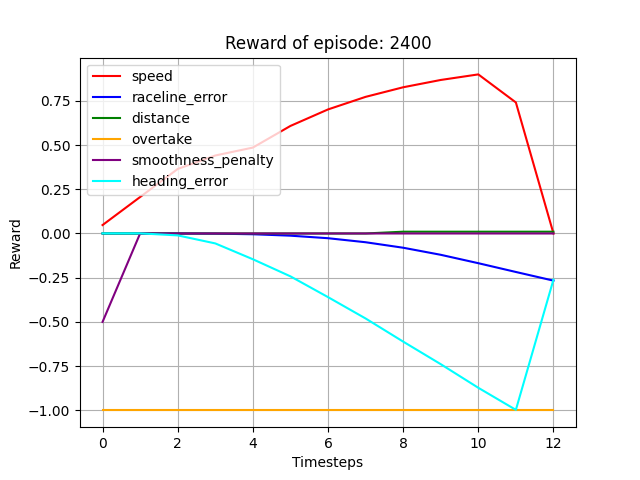 Reward of episode: 2400
speed
raceline_error
distance
overtake
smoothness_penalty
heading_error
0.75
0.50
0.25
0.00
−0.25
−0.50
−0.75
−1.00
Reward
0 2 4 6 8 10 12
Timesteps